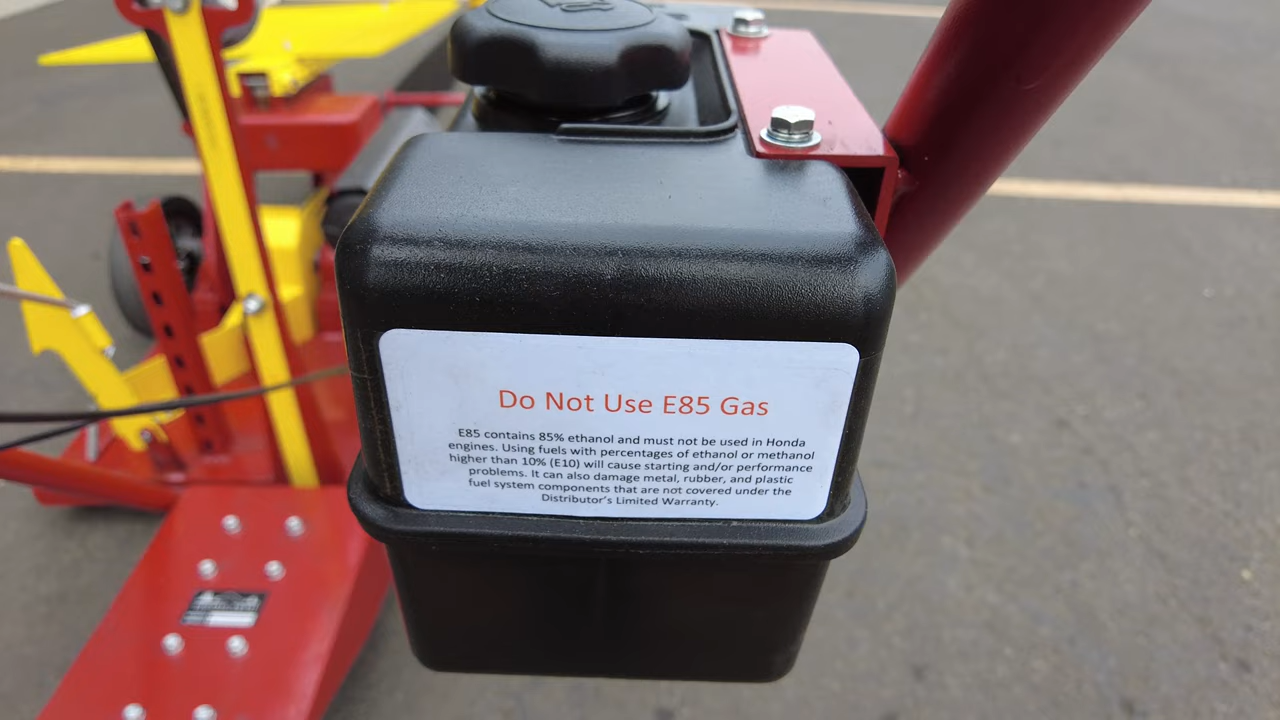 Do Not Use E85 Gas
E85 contains 85% ethanol and must not be used in Honda
engines. Using fuels with percentages of ethanol or methanol
higher than 10% (E10) will cause starting and/or performance
problems. It can also damage metal, rubber, and plastic
fuel system components that are not covered under the
Distributor's Limited Warranty.